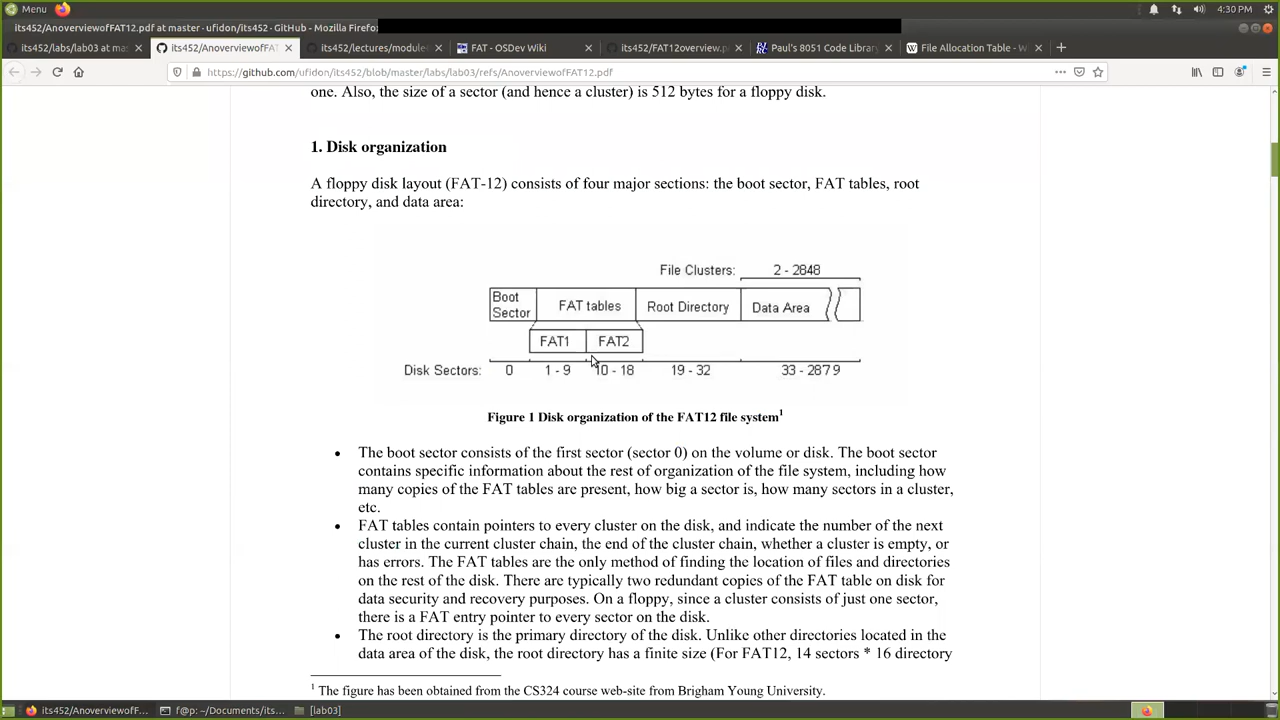 Menu
4:30 PM
its452/AnoverviewofFAT12.pdf at master · ufidon/its452 · GitHub - Mozilla Firefox
its452/labs/lab03 at mas
its452/AnoverviewofFAT
its452/lectures/module
FAT - OSDev Wiki
its452/FAT12overview.p
Paul's 8051 Code Library
File Allocation Table - W
https://github.com/ufidon/its452/blob/master/labs/lab03/refs/AnoverviewofFAT12.pdf
one. Also, the size of a sector (and hence a cluster) is 512 bytes for a floppy disk.
1. Disk organization
A floppy disk layout (FAT-12) consists of four major sections: the boot sector, FAT tables, root
directory, and data area:
File Clusters: 2 - 2848
Boot Sector
FAT tables
Root Directory
Data Area
FAT1
FAT2
Disk Sectors: 0 1 - 9 10 - 18 19 - 32 33 - 2879
Figure 1 Disk organization of the FAT12 file system1
• The boot sector consists of the first sector (sector 0) on the volume or disk. The boot sector
contains specific information about the rest of organization of the file system, including how
many copies of the FAT tables are present, how big a sector is, how many sectors in a cluster,
etc.
• FAT tables contain pointers to every cluster on the disk, and indicate the number of the next
cluster in the current cluster chain, the end of the cluster chain, whether a cluster is empty, or
has errors. The FAT tables are the only method of finding the location of files and directories
on the rest of the disk. There are typically two redundant copies of the FAT table on disk for
data security and recovery purposes. On a floppy, since a cluster consists of just one sector,
there is a FAT entry pointer to every sector on the disk.
• The root directory is the primary directory of the disk. Unlike other directories located in the
data area of the disk, the root directory has a finite size (For FAT12, 14 sectors * 16 directory
1 The figure has been obtained from the CS324 course web-site from Brigham Young University.
its452/AnoverviewofF...
f@p: ~/Documents/its...
[lab03]